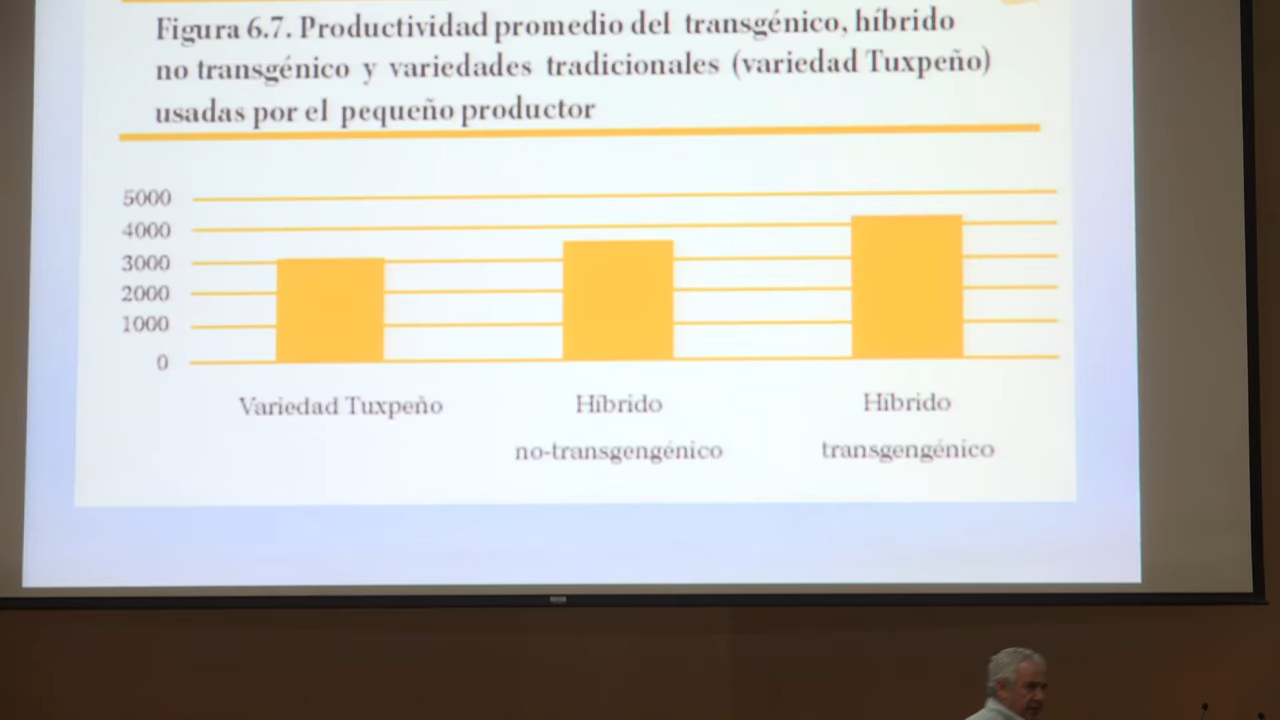 Figura 6.7. Productividad promedio del transgénico, híbrido
no transgénico y variedades tradicionales (variedad Tuxpeño)
usadas por el pequeño productor
5000
4000
3000
2000
1000
0
Variedad Tuxpeño
Híbrido
no-transgengénico
Híbrido
transgengénico